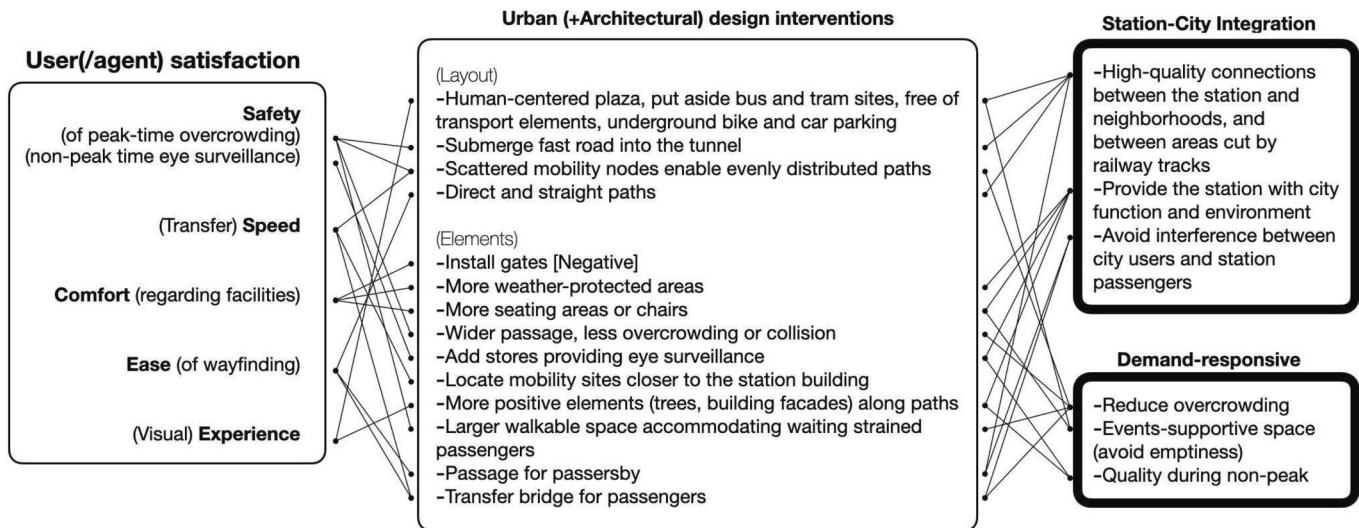 User(/agent) satisfaction
Safety
(of peak-time overcrowding)
(non-peak time eye surveillance)
(Transfer) Speed
Comfort (regarding facilities)
Ease (of wayfinding)
(Visual) Experience
Urban (+Architectural) design interventions
(Layout)
-Human-centered plaza, put aside bus and tram sites, free of
transport elements, underground bike and car parking
-Submerge fast road into the tunnel
-Scattered mobility nodes enable evenly distributed paths
-Direct and straight paths
(Elements)
-Install gates [Negative]
-More weather-protected areas
-More seating areas or chairs
-Wider passage, less overcrowding or collision
-Add stores providing eye surveillance
-Locate mobility sites closer to the station building
-More positive elements (trees, building facades) along paths
-Larger walkable space accommodating waiting strained
passengers
-Passage for passersby
-Transfer bridge for passengers
Station-City Integration
-High-quality connections
between the station and
neighborhoods, and
between areas cut by
railway tracks
-Provide the station with city
function and environment
-Avoid interference between
city users and station
passengers
Demand-responsive
-Reduce overcrowding
-Events-supportive space
(avoid emptiness)
-Quality during non-peak